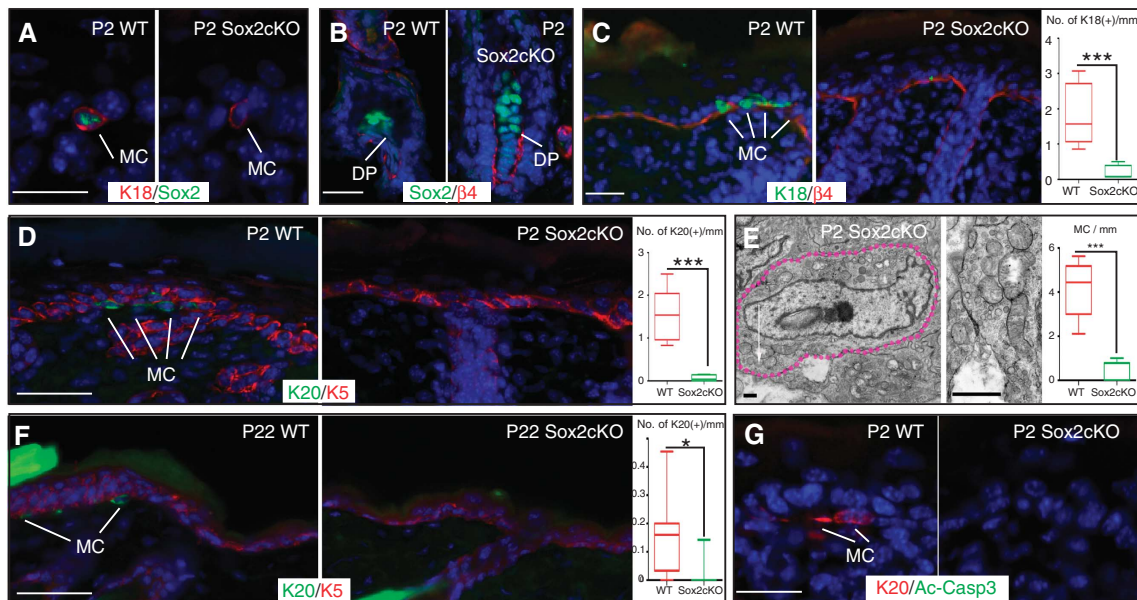 A
P2 WT
P2 Sox2cKO
MC
MC
K18/Sox2
B
P2 WT
P2
Sox2cKO
DP
DP
Sox2/β4
C
P2 WT
P2 Sox2cKO
MC
K18/β4
No. of K18(+)/mm
4
3
2
1
0
***
WT
Sox2cKO
D
P2 WT
P2 Sox2cKO
MC
K20/K5
No. of K20(+)/mm
3
2
1
0
***
WT
Sox2cKO
E
P2 Sox2cKO
MC / mm
6
4
2
0
***
WT
Sox2cKO
F
P22 WT
P22 Sox2cKO
MC
K20/K5
No. of K20(+)/mm
0.6
0.4
0.2
0.1
0
*
WT
Sox2cKO
G
P2 WT
P2 Sox2cKO
MC
K20/Ac-Casp3